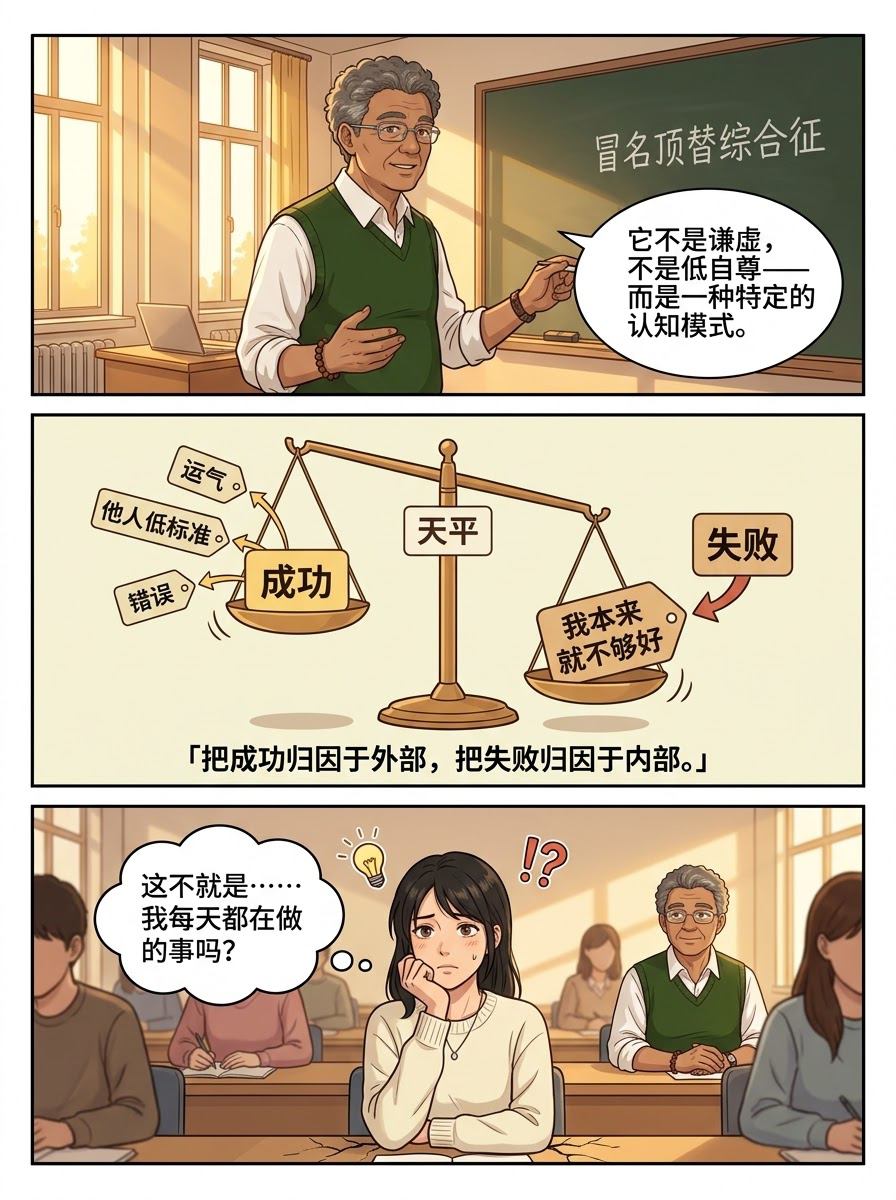 冒名顶替综合征
它不是谦虚，
不是低自尊——
而是一种特定的
认知模式。
运气
他人低标准
错误
成功
天平
失败
我本来
就不够好
「把成功归因于外部，把失败归因于内部。」
这不就是……
我每天都在做
的事吗？
!?